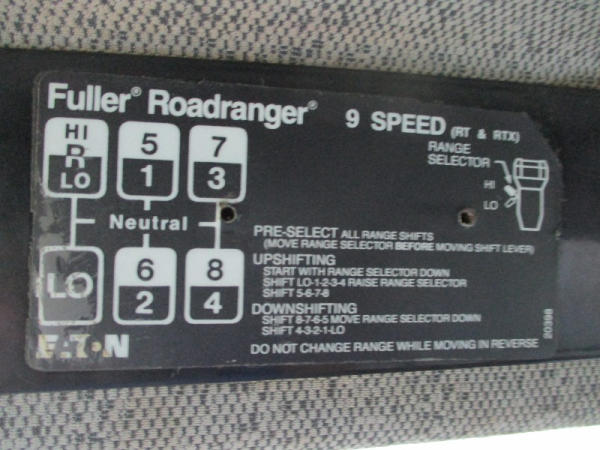 Fuller® Roadranger® 9 SPEED (RT & RTX)
HI 5 7
R
LO 1 3
Neutral
LO 6 8
2 4
RANGE
SELECTOR
HI
LO
PRE-SELECT ALL RANGE SHIFTS
(MOVE RANGE SELECTOR BEFORE MOVING SHIFT LEVER)
UPSHIFTING
START WITH RANGE SELECTOR DOWN
SHIFT LO-1-2-3-4 RAISE RANGE SELECTOR
SHIFT 5-6-7-8
DOWNSHIFTING
SHIFT 8-7-6-5 MOVE RANGE SELECTOR DOWN
SHIFT 4-3-2-1-LO
EATON
DO NOT CHANGE RANGE WHILE MOVING IN REVERSE
20398